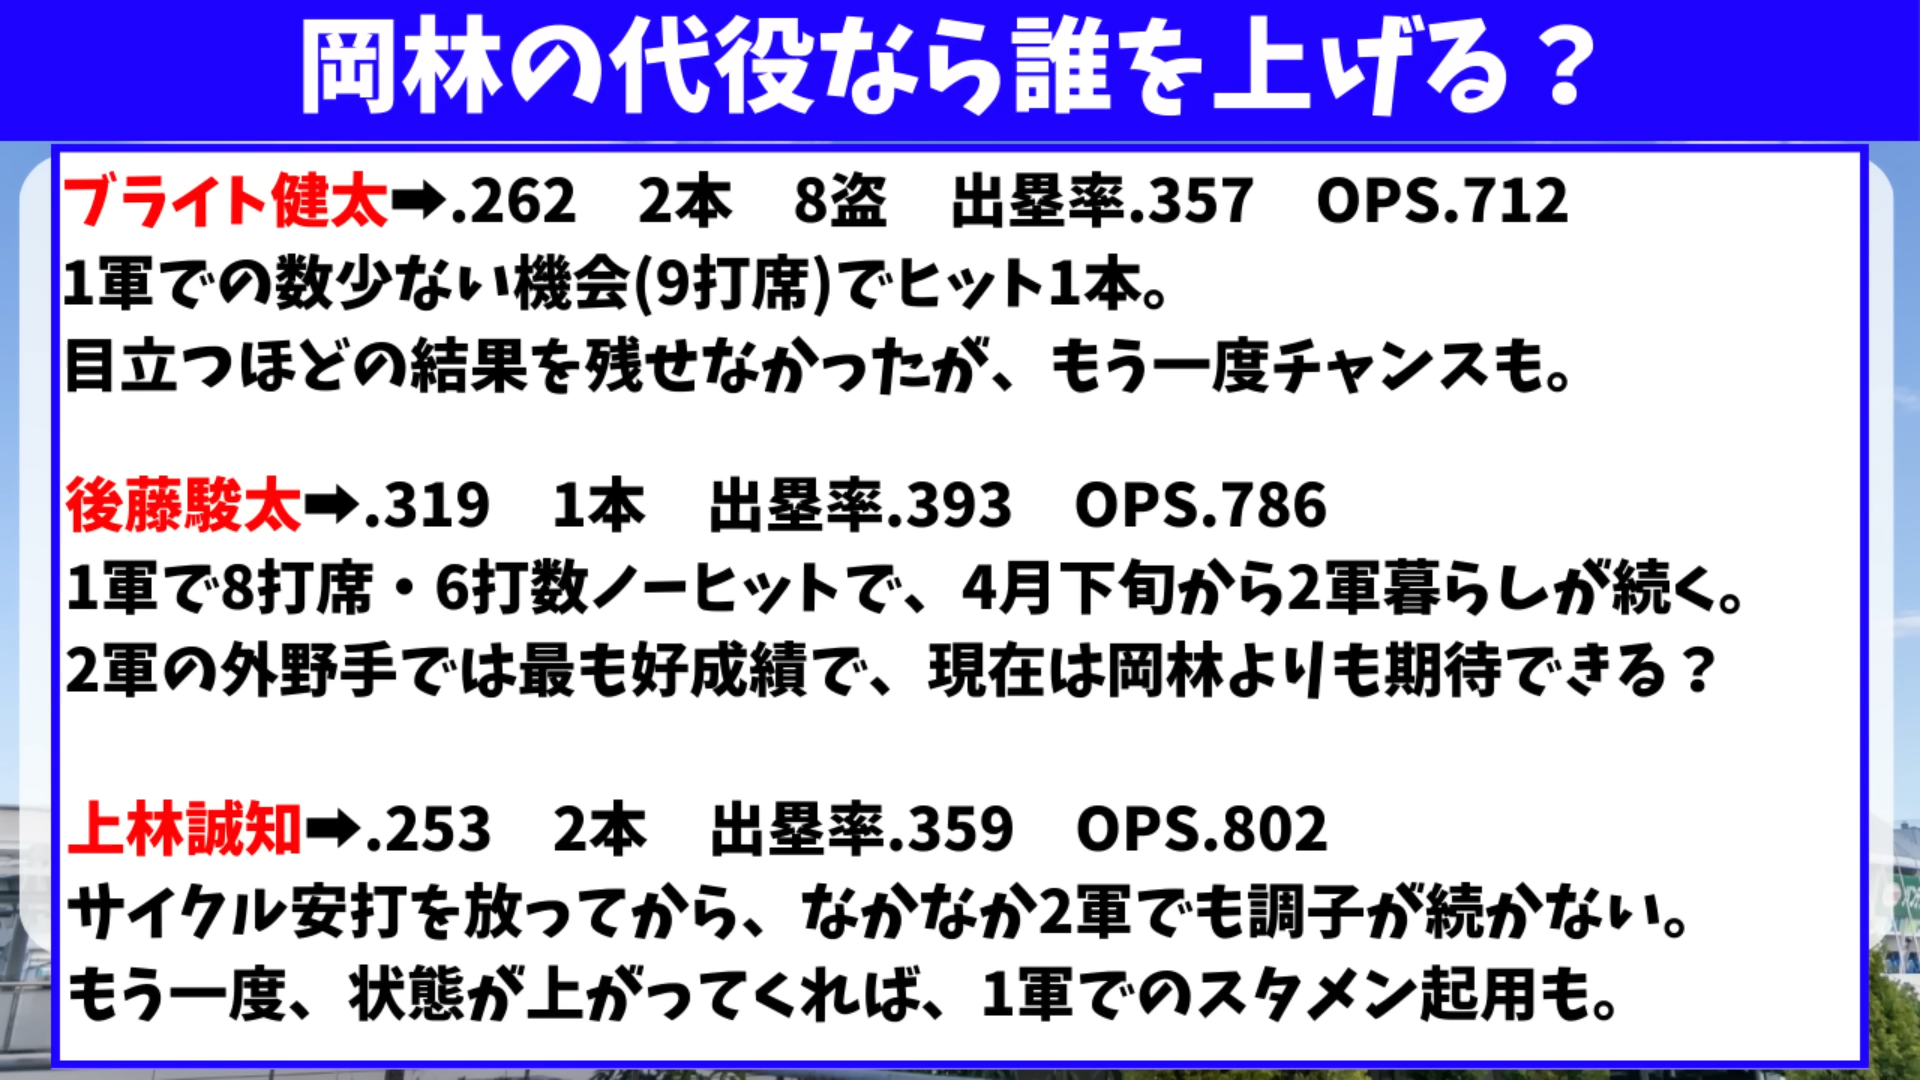 岡林の代役なら誰を上げる？
ブライト健太➡.262　2本　8盗　出塁率.357　OPS.712
1軍での数少ない機会(9打席)でヒット1本。
目立つほどの結果を残せなかったが、もう一度チャンスも。
後藤駿太➡.319　1本　出塁率.393　OPS.786
1軍で8打席・6打数ノーヒットで、4月下旬から2軍暮らしが続く。
2軍の外野手では最も好成績で、現在は岡林よりも期待できる？
上林誠知➡.253　2本　出塁率.359　OPS.802
サイクル安打を放ってから、なかなか2軍でも調子が続かない。
もう一度、状態が上がってくれば、1軍でのスタメン起用も。